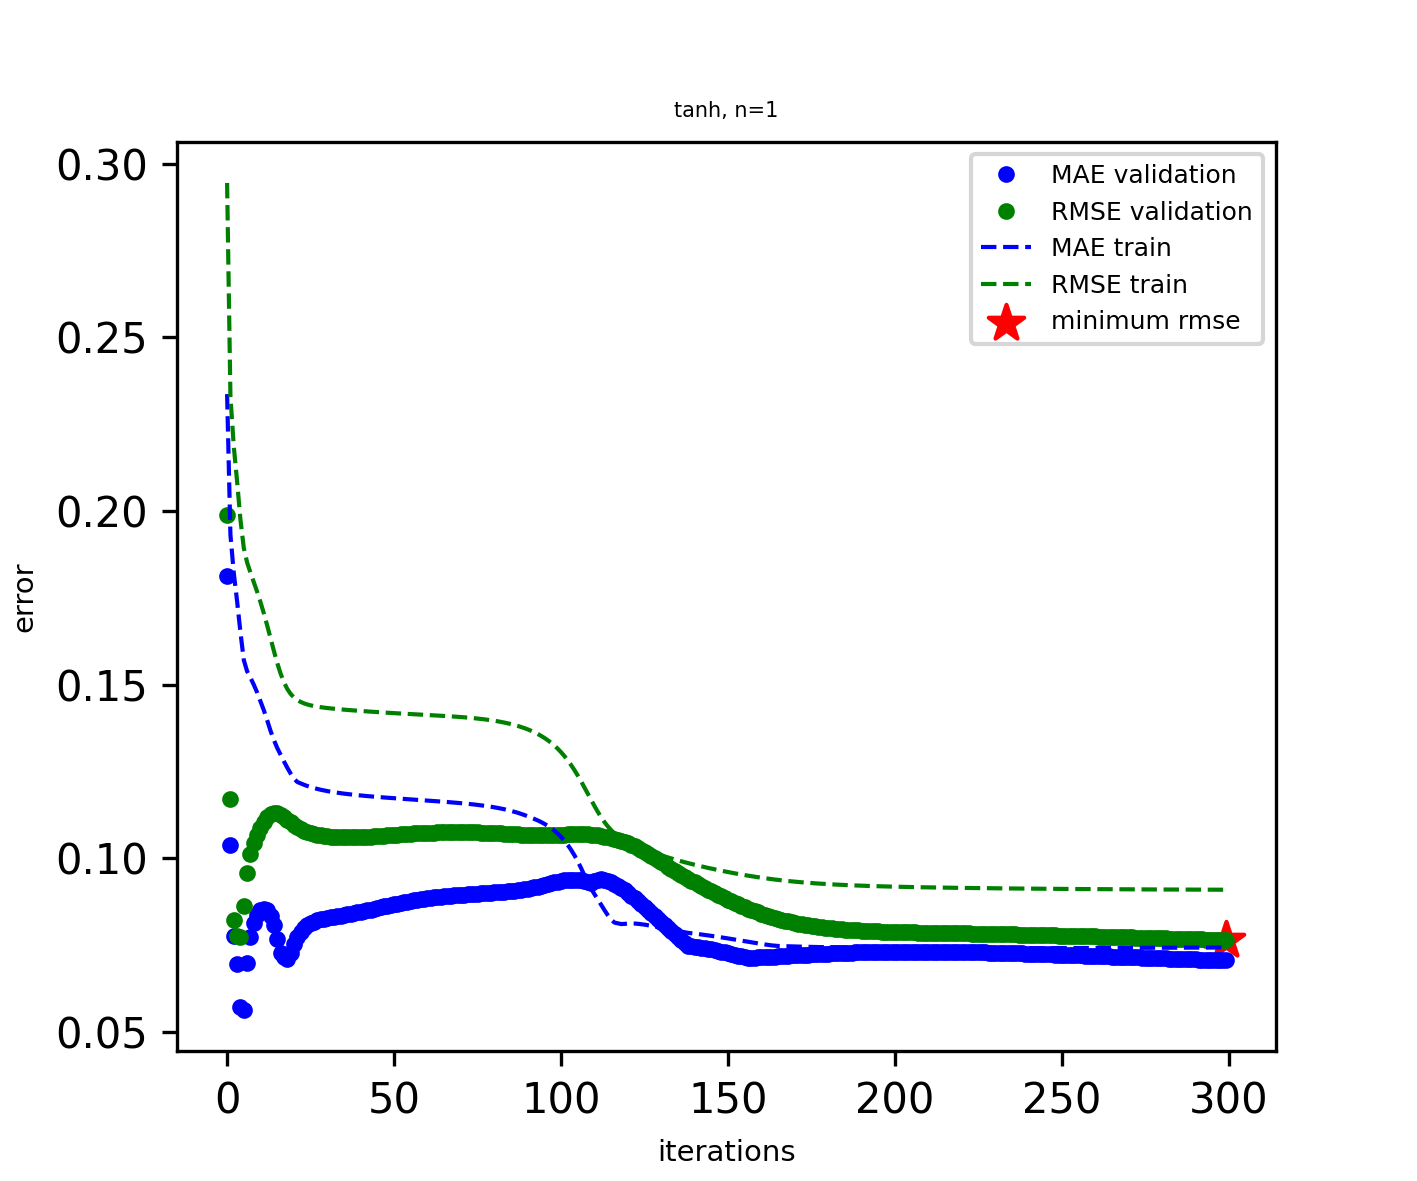 tanh, n=1
0.30
0.25
0.20
0.15
0.10
0.05
error
MAE validation
RMSE validation
MAE train
RMSE train
minimum rmse
0 50 100 150 200 250 300
iterations